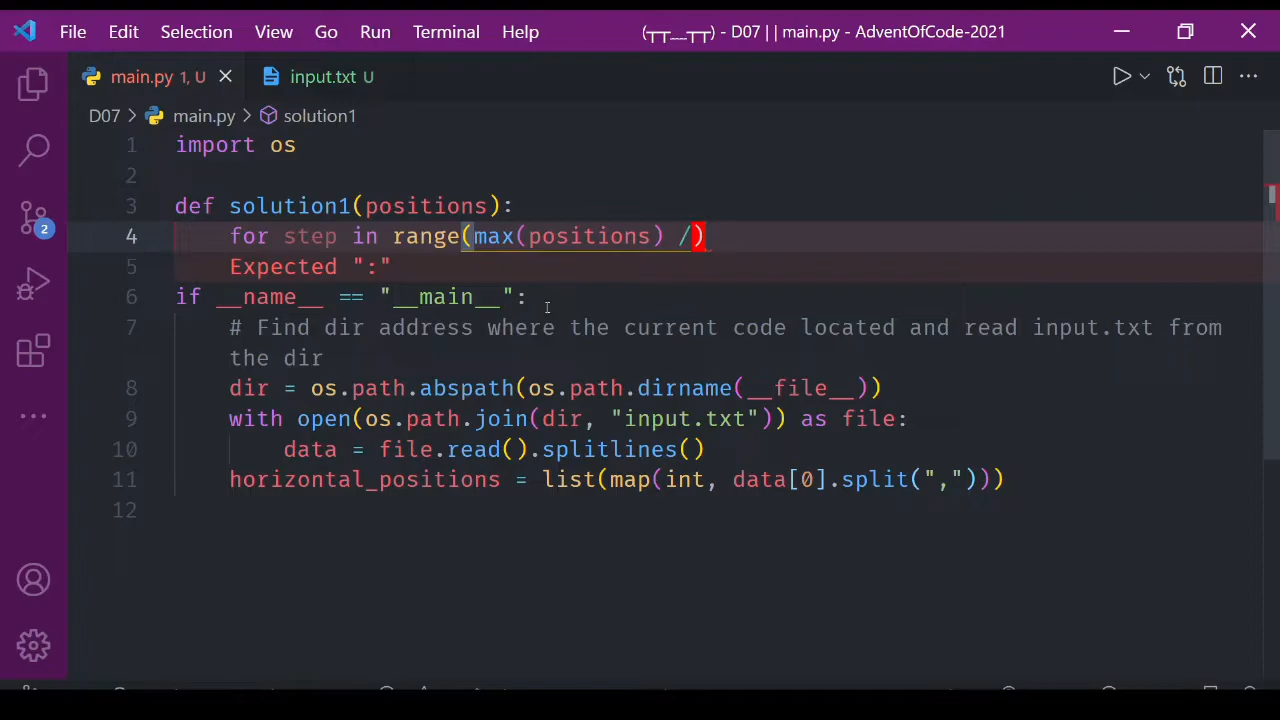 File Edit Selection View Go Run Terminal Help (┬┬﹏┬┬) - D07 | | main.py - AdventOfCode-2021
main.py 1, U input.txt U
D07 > main.py > solution1
1 import os
2
3 def solution1(positions):
4 for step in range(max(positions) /)
5 Expected ":"
6 if __name__ == "__main__":
7 # Find dir address where the current code located and read input.txt from
the dir
8 dir = os.path.abspath(os.path.dirname(__file__))
9 with open(os.path.join(dir, "input.txt")) as file:
10 data = file.read().splitlines()
11 horizontal_positions = list(map(int, data[0].split(",")))
12
2